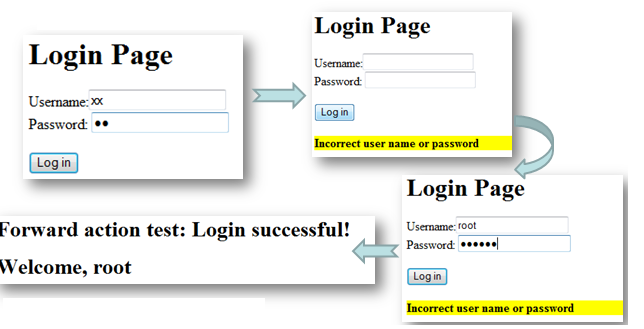 Login Page
Username: xx
Password: ●●
Log in
Login Page
Username:
Password:
Log in
Incorrect user name or password
Login Page
Username: root
Password: ●●●●●●
Log in
Incorrect user name or password
Forward action test: Login successful!
Welcome, root